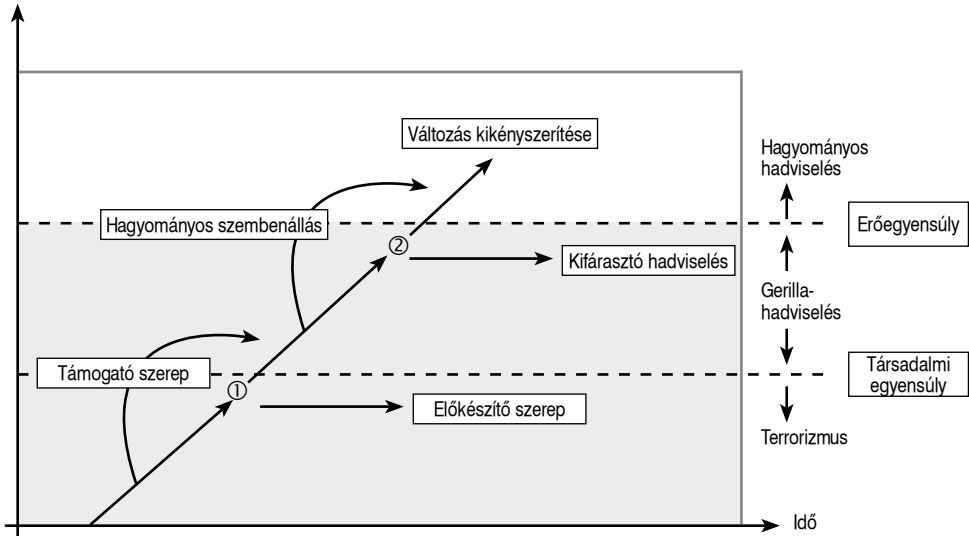 Változás kikényszerítése
Hagyományos
hadviselés
Hagyományos szembenállás
Erőegyensúly
②
Kifárasztó hadviselés
Gerilla-
hadviselés
Támogató szerep
Társadalmi
egyensúly
①
Előkészítő szerep
Terrorizmus
Idő